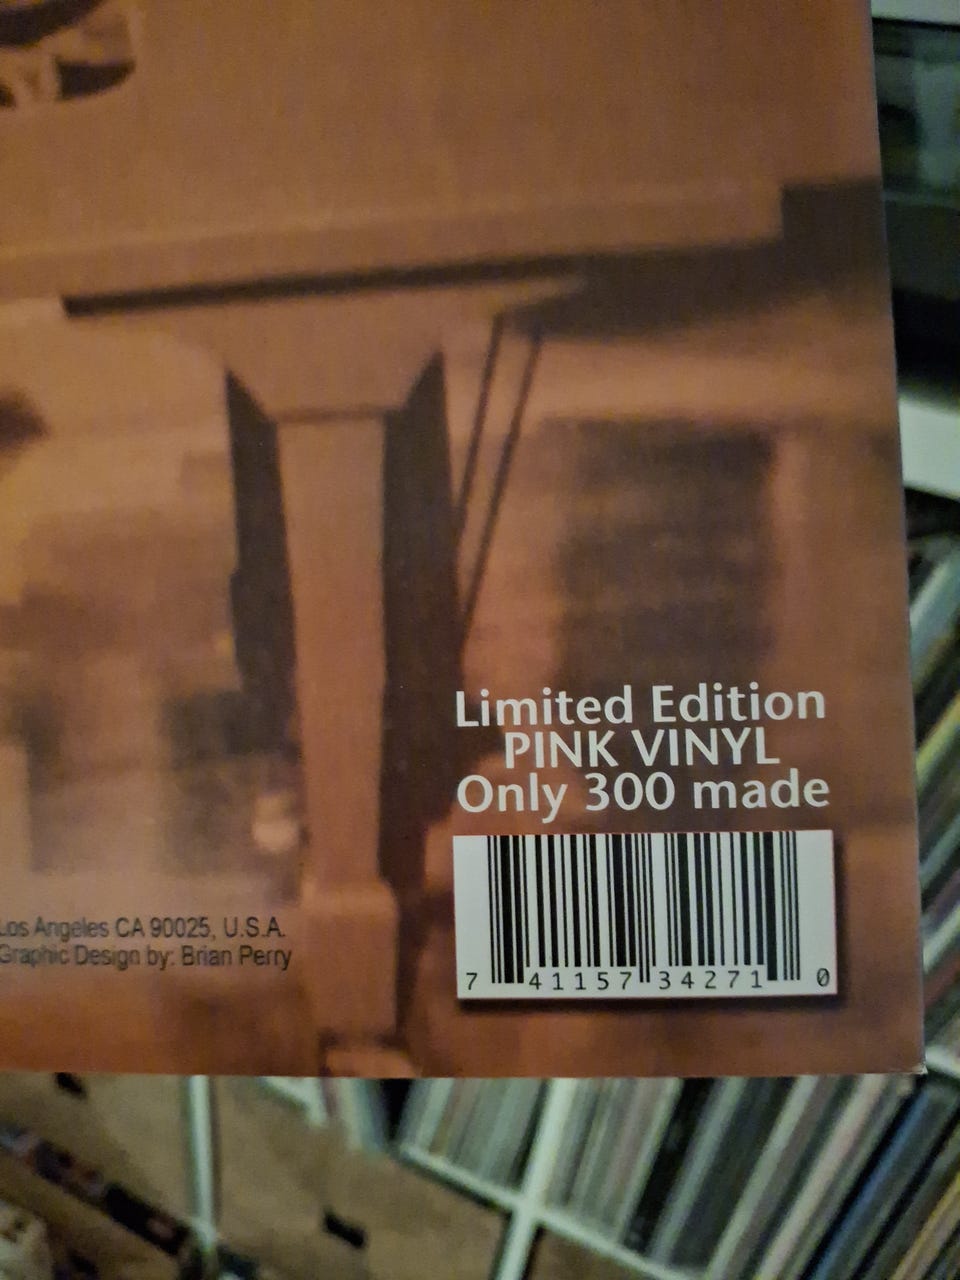 Limited Edition
PINK VINYL
Only 300 made
7 41157 34271 0
Los Angeles CA 90025, U.S.A.
Graphic Design by: Brian Perry